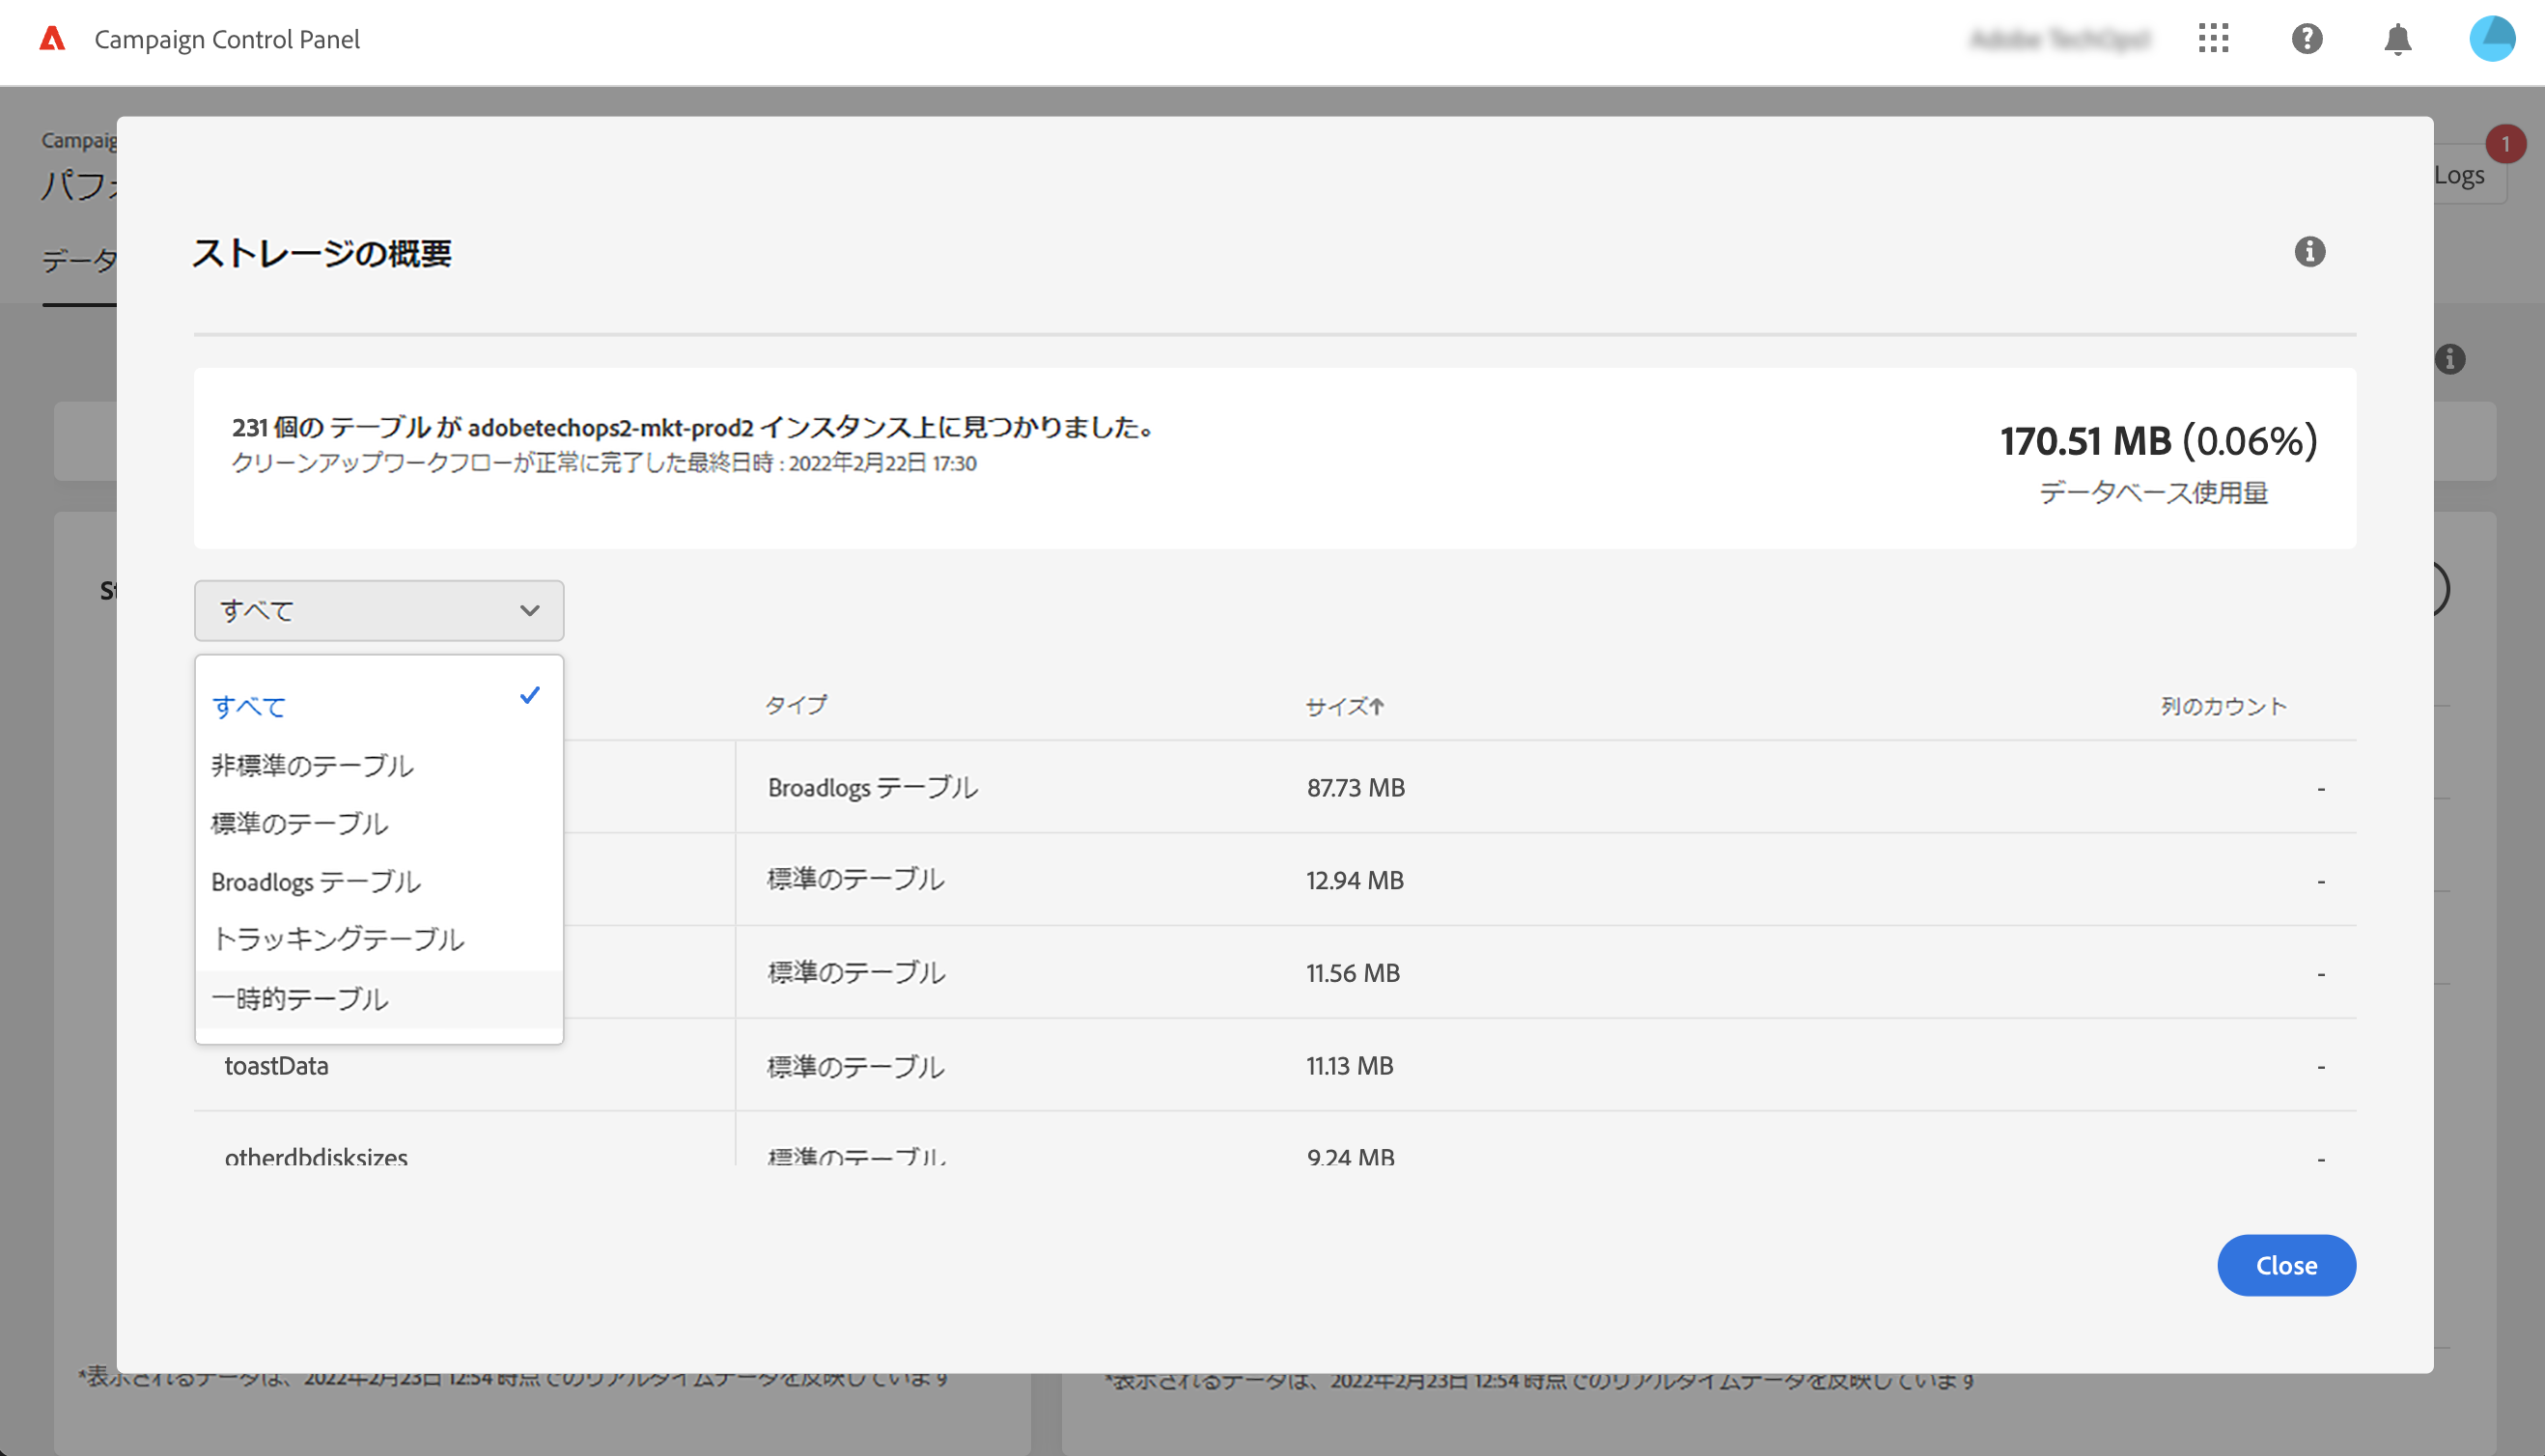 Campaign Control Panel
Campaig
パフォ
Logs
1
データ
ストレージの概要
231 個の テーブル が adobetechops2-mkt-prod2 インスタンス上に見つかりました。
クリーンアップワークフローが正常に完了した最終日時 : 2022年2月22日 17:30
170.51 MB (0.06%)
データベース使用量
すべて
すべて
非標準のテーブル
標準のテーブル
Broadlogs テーブル
トラッキングテーブル
一時的テーブル
タイプ サイズ↑ 列のカウント
Broadlogs テーブル 87.73 MB -
標準のテーブル 12.94 MB -
標準のテーブル 11.56 MB -
toastData 標準のテーブル 11.13 MB -
otherdbdisksizes 標準のテーブル 9.24 MB -
Close
*表示されるデータは、2022年2月23日 12:54 時点でのリアルタイムデータを反映しています
*表示されるデータは、2022年2月23日 12:54 時点でのリアルタイムデータを反映しています